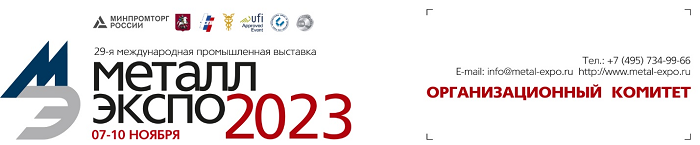 МИНПРОМТОРГ
РОССИИ
ufi
Approved
Event
29-я международная промышленная выставка
МЭ
металл
экспо 2023
07-10 НОЯБРЯ
Тел.: +7 (495) 734-99-66
E-mail: info@metal-expo.ru http://www.metal-expo.ru
ОРГАНИЗАЦИОННЫЙ КОМИТЕТ